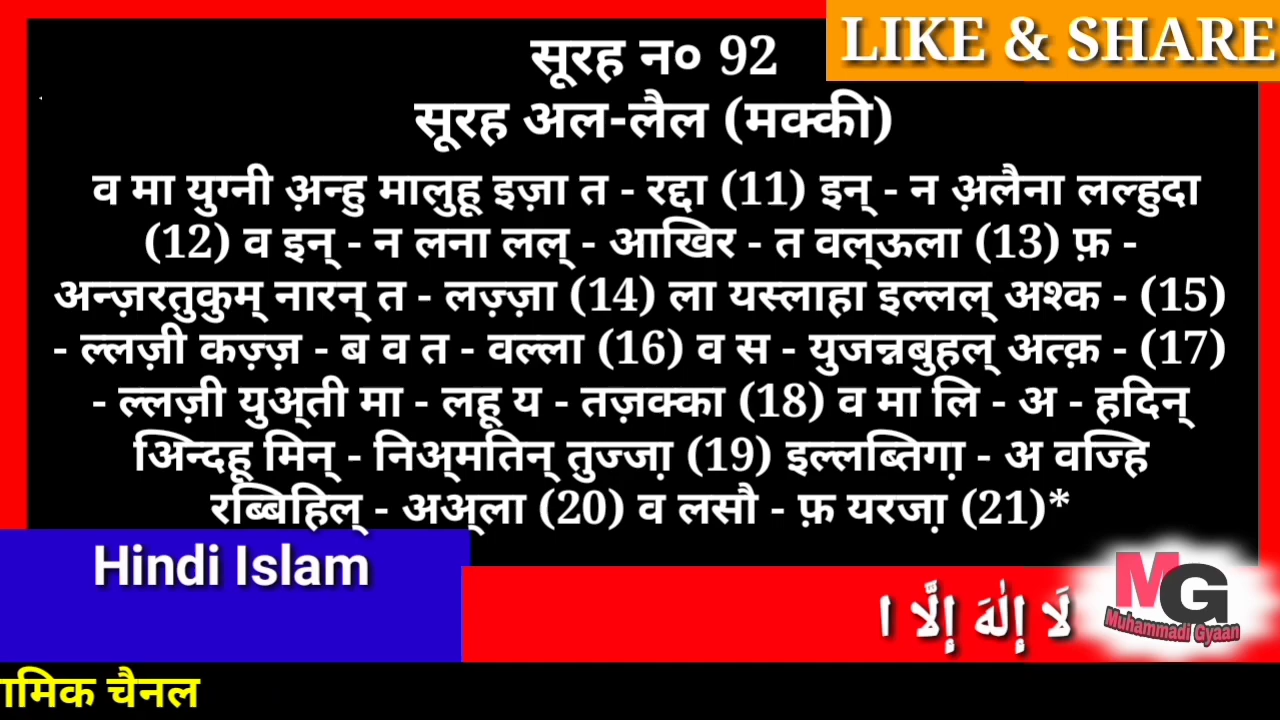 LIKE & SHARE
सूरह न० 92
सूरह अल-लैल (मक्की)
व मा युग्नी अ़न्हु मालुहू इज़ा त - रद्दा (11) इन् - न अ़लैना लल्हुदा
(12) व इन् - न लना लल् - आखिर - त वल्ऊला (13) फ़ -
अन्ज़रतुकुम् नारन् त - लज़्ज़ा (14) ला यस्लाहा इल्लल् अश्क - (15)
- ल्लज़ी कज़्ज़ - ब व त - वल्ला (16) व स - युजन्नबुहल् अत्क़ - (17)
- ल्लज़ी युअ्ती मा - लहू य - तज़क्का (18) व मा लि - अ - हदिन्
अिन्दहू मिन् - निअ्मतिन् तुज्जा़ (19) इल्लब्तिगा़ - अ वज्हि
रब्बिहिल् - अअ्ला (20) व लसौ - फ़ यरजा़ (21)*
Hindi Islam
لَا إِلٰهَ إِلَّا ا
MG
Muhammadi Gyaan
ामिक चैनल